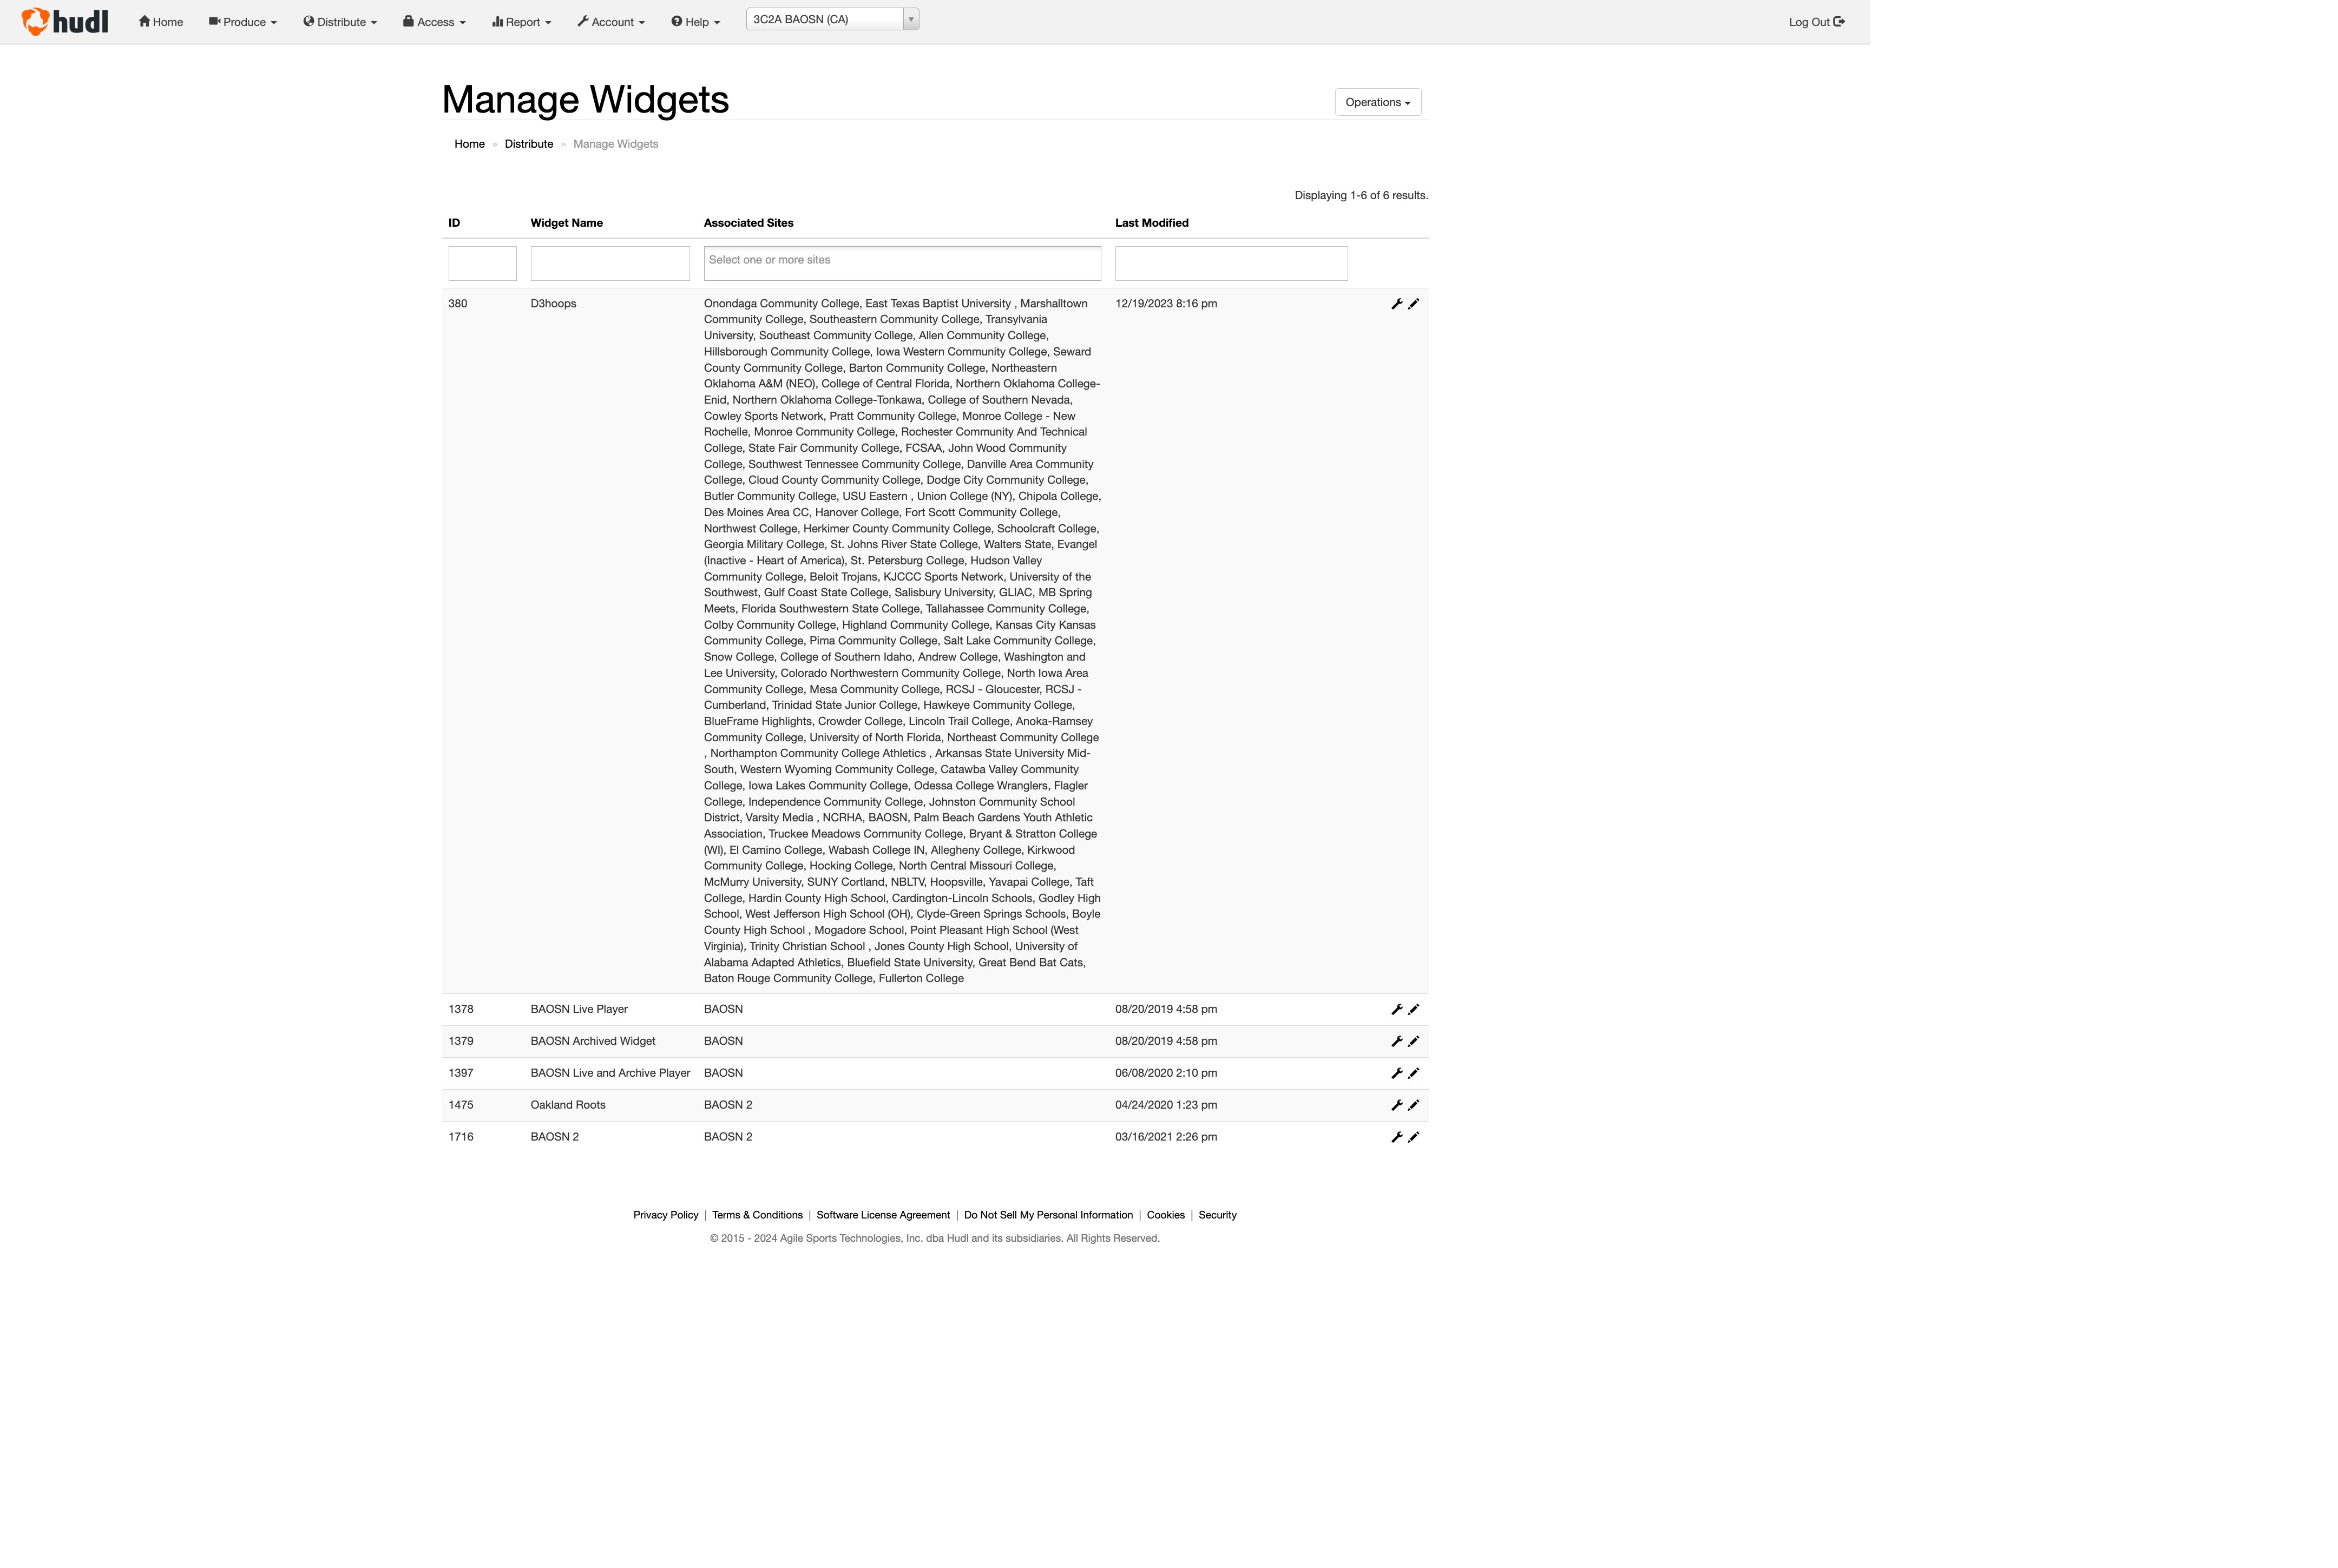 hudl Home Produce Distribute Access Report Account Help 3C2A BAOSN (CA) Log Out
Manage Widgets
Operations
Home » Distribute » Manage Widgets
Displaying 1-6 of 6 results.
ID Widget Name Associated Sites Last Modified
Select one or more sites
380 D3hoops Onondaga Community College, East Texas Baptist University , Marshalltown 12/19/2023 8:16 pm
Community College, Southeastern Community College, Transylvania
University, Southeast Community College, Allen Community College,
Hillsborough Community College, Iowa Western Community College, Seward
County Community College, Barton Community College, Northeastern
Oklahoma A&M (NEO), College of Central Florida, Northern Oklahoma College-
Enid, Northern Oklahoma College-Tonkawa, College of Southern Nevada,
Cowley Sports Network, Pratt Community College, Monroe College - New
Rochelle, Monroe Community College, Rochester Community And Technical
College, State Fair Community College, FCSAA, John Wood Community
College, Southwest Tennessee Community College, Danville Area Community
College, Cloud County Community College, Dodge City Community College,
Butler Community College, USU Eastern , Union College (NY), Chipola College,
Des Moines Area CC, Hanover College, Fort Scott Community College,
Northwest College, Herkimer County Community College, Schoolcraft College,
Georgia Military College, St. Johns River State College, Walters State, Evangel
(Inactive - Heart of America), St. Petersburg College, Hudson Valley
Community College, Beloit Trojans, KJCCC Sports Network, University of the
Southwest, Gulf Coast State College, Salisbury University, GLIAC, MB Spring
Meets, Florida Southwestern State College, Tallahassee Community College,
Colby Community College, Highland Community College, Kansas City Kansas
Community College, Pima Community College, Salt Lake Community College,
Snow College, College of Southern Idaho, Andrew College, Washington and
Lee University, Colorado Northwestern Community College, North Iowa Area
Community College, Mesa Community College, RCSJ - Gloucester, RCSJ -
Cumberland, Trinidad State Junior College, Hawkeye Community College,
BlueFrame Highlights, Crowder College, Lincoln Trail College, Anoka-Ramsey
Community College, University of North Florida, Northeast Community College
, Northampton Community College Athletics , Arkansas State University Mid-
South, Western Wyoming Community College, Catawba Valley Community
College, Iowa Lakes Community College, Odessa College Wranglers, Flagler
College, Independence Community College, Johnston Community School
District, Varsity Media , NCRHA, BAOSN, Palm Beach Gardens Youth Athletic
Association, Truckee Meadows Community College, Bryant & Stratton College
(WI), El Camino College, Wabash College IN, Allegheny College, Kirkwood
Community College, Hocking College, North Central Missouri College,
McMurry University, SUNY Cortland, NBLTV, Hoopsville, Yavapai College, Taft
College, Hardin County High School, Cardington-Lincoln Schools, Godley High
School, West Jefferson High School (OH), Clyde-Green Springs Schools, Boyle
County High School , Mogadore School, Point Pleasant High School (West
Virginia), Trinity Christian School , Jones County High School, University of
Alabama Adapted Athletics, Bluefield State University, Great Bend Bat Cats,
Baton Rouge Community College, Fullerton College
1378 BAOSN Live Player BAOSN 08/20/2019 4:58 pm
1379 BAOSN Archived Widget BAOSN 08/20/2019 4:58 pm
1397 BAOSN Live and Archive Player BAOSN 06/08/2020 2:10 pm
1475 Oakland Roots BAOSN 2 04/24/2020 1:23 pm
1716 BAOSN 2 BAOSN 2 03/16/2021 2:26 pm
Privacy Policy | Terms & Conditions | Software License Agreement | Do Not Sell My Personal Information | Cookies | Security
© 2015 - 2024 Agile Sports Technologies, Inc. dba Hudl and its subsidiaries. All Rights Reserved.